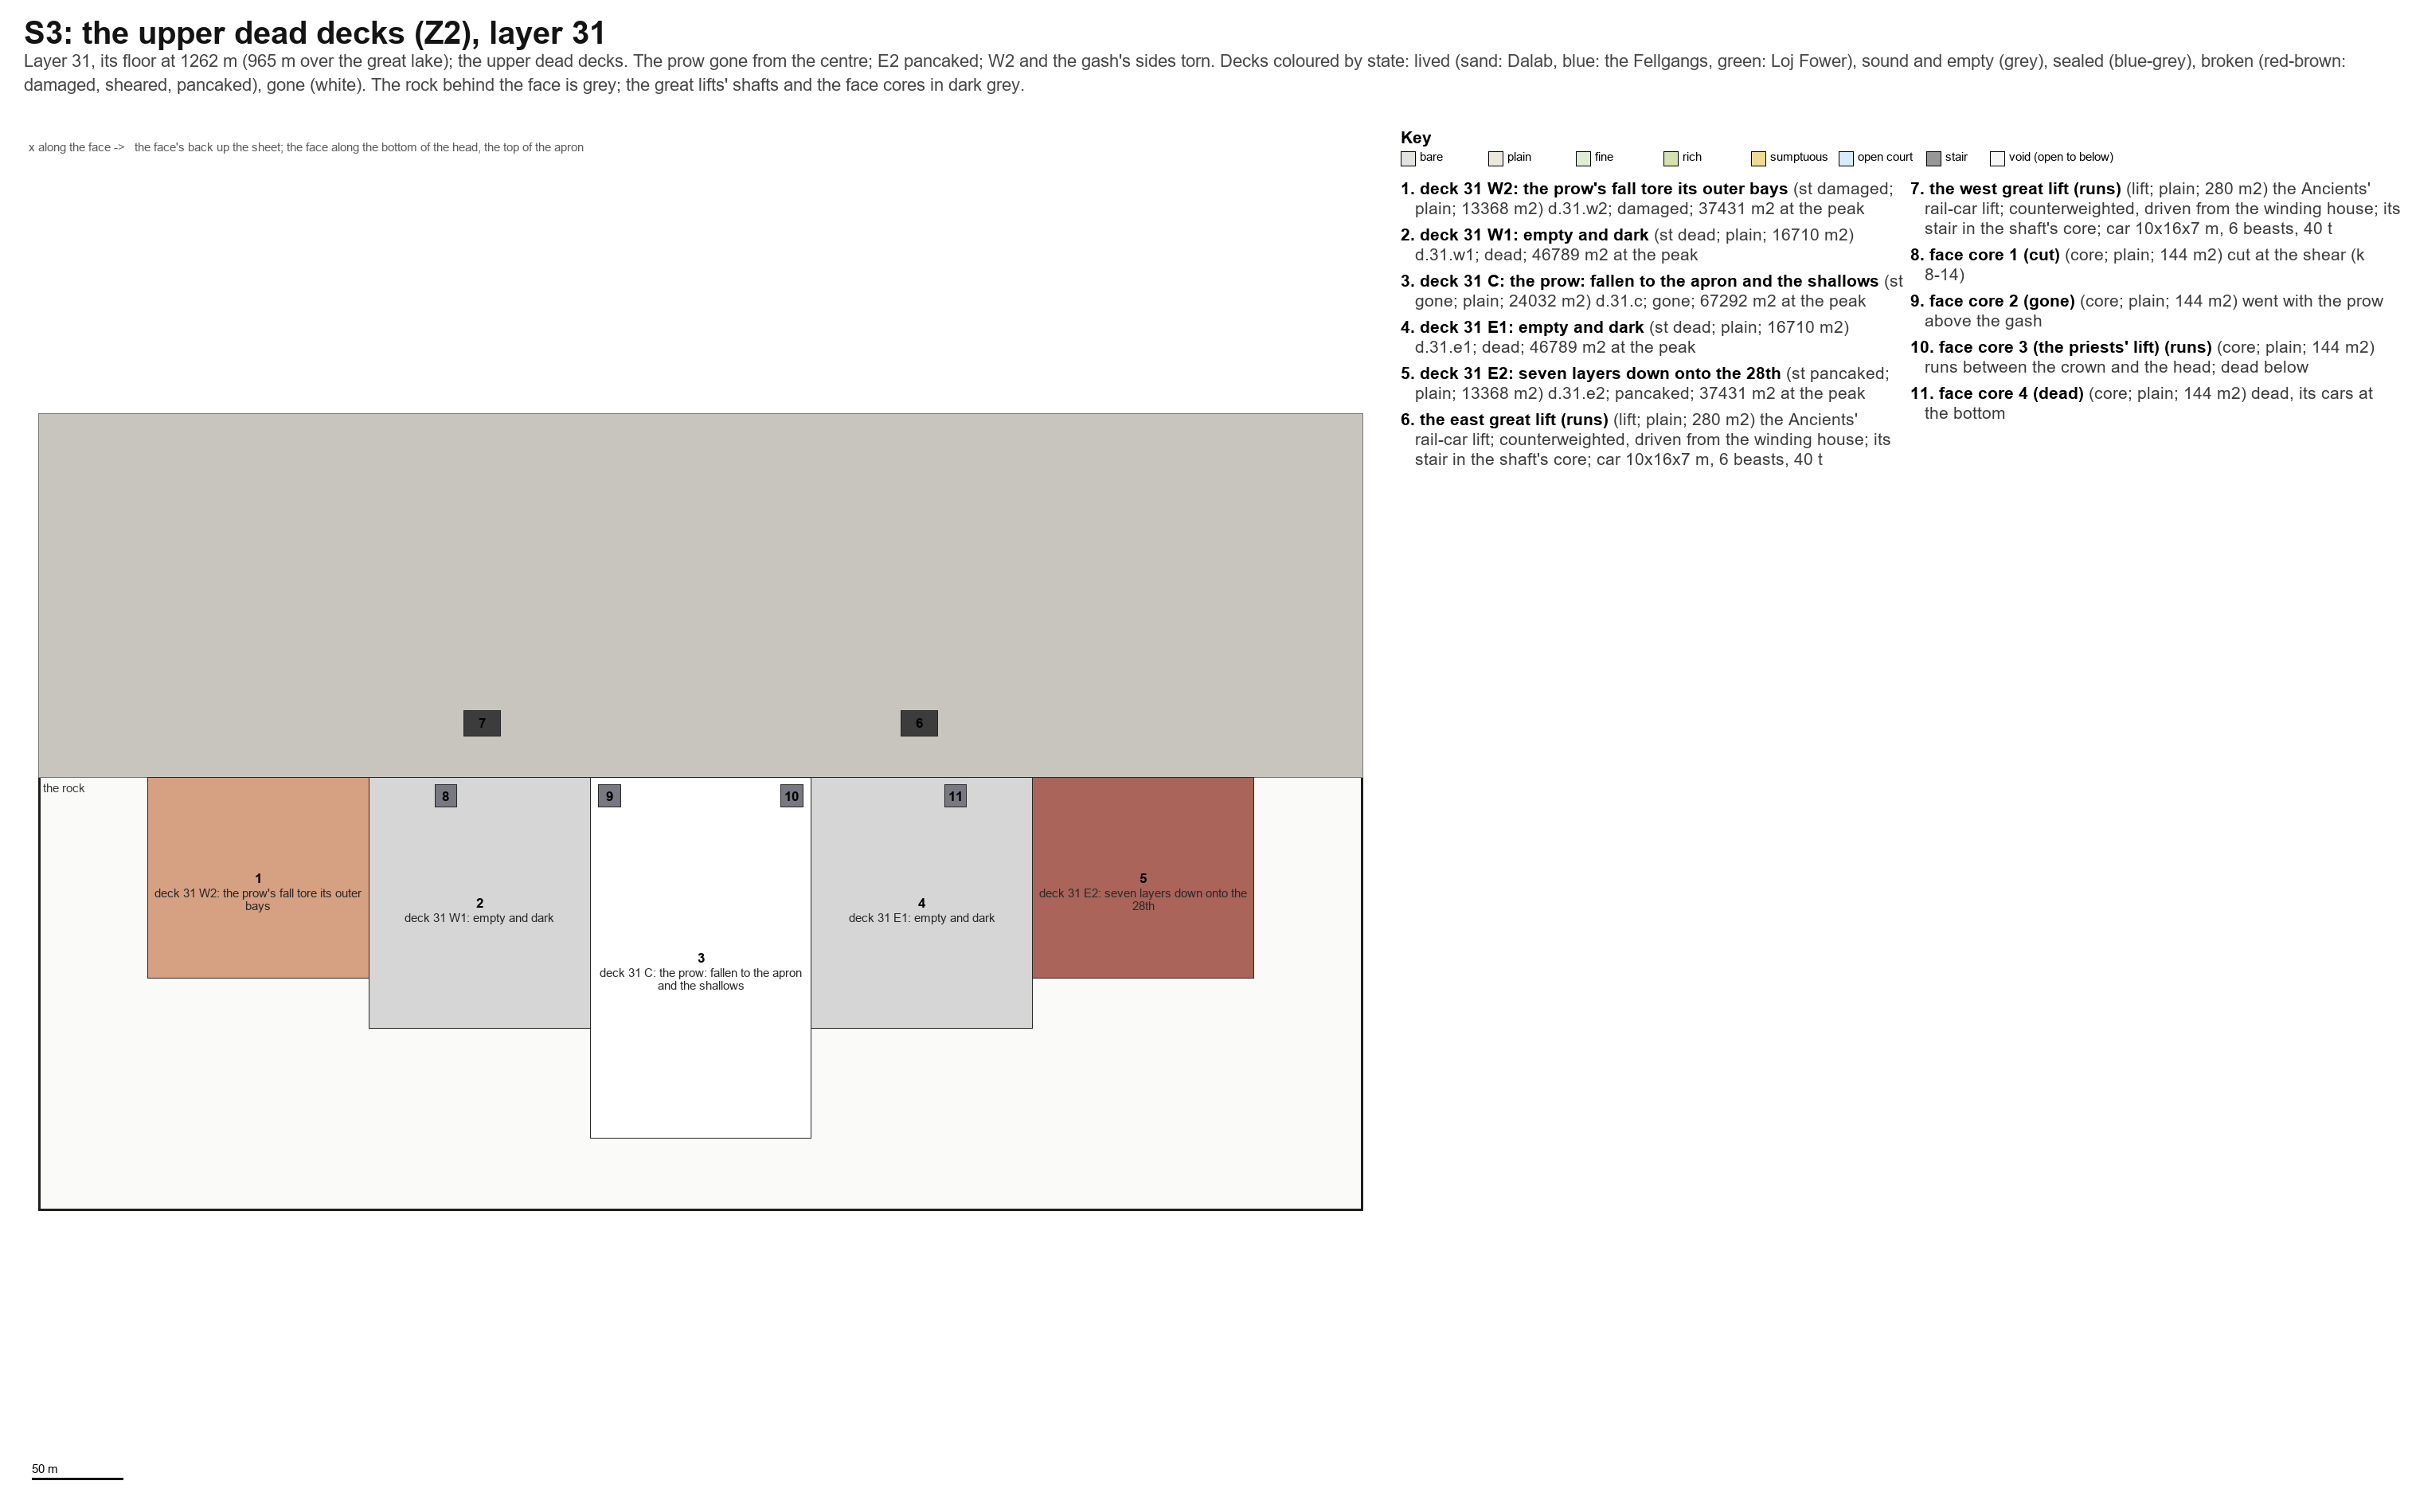 S3: the upper dead decks (Z2), layer 31
Layer 31, its floor at 1262 m (965 m over the great lake); the upper dead decks. The prow gone from the centre; E2 pancaked; W2 and the gash's sides torn. Decks coloured by state: lived (sand: Dalab, blue: the Fellgangs, green: Loj Fower), sound and empty (grey), sealed (blue-grey), broken (red-brown:
damaged, sheared, pancaked), gone (white). The rock behind the face is grey; the great lifts' shafts and the face cores in dark grey.
x along the face -> the face's back up the sheet; the face along the bottom of the head, the top of the apron
7
6
the rock
8
9
10
11
1
deck 31 W2: the prow's fall tore its outer
bays
2
deck 31 W1: empty and dark
3
deck 31 C: the prow: fallen to the apron
and the shallows
4
deck 31 E1: empty and dark
5
deck 31 E2: seven layers down onto the
28th
50 m
Key
bare
plain
fine
rich
sumptuous
open court
stair
void (open to below)
1. deck 31 W2: the prow's fall tore its outer bays (st damaged;
plain; 13368 m2) d.31.w2; damaged; 37431 m2 at the peak
2. deck 31 W1: empty and dark (st dead; plain; 16710 m2)
d.31.w1; dead; 46789 m2 at the peak
3. deck 31 C: the prow: fallen to the apron and the shallows (st
gone; plain; 24032 m2) d.31.c; gone; 67292 m2 at the peak
4. deck 31 E1: empty and dark (st dead; plain; 16710 m2)
d.31.e1; dead; 46789 m2 at the peak
5. deck 31 E2: seven layers down onto the 28th (st pancaked;
plain; 13368 m2) d.31.e2; pancaked; 37431 m2 at the peak
6. the east great lift (runs) (lift; plain; 280 m2) the Ancients'
rail-car lift; counterweighted, driven from the winding house; its
stair in the shaft's core; car 10x16x7 m, 6 beasts, 40 t
7. the west great lift (runs) (lift; plain; 280 m2) the Ancients'
rail-car lift; counterweighted, driven from the winding house; its
stair in the shaft's core; car 10x16x7 m, 6 beasts, 40 t
8. face core 1 (cut) (core; plain; 144 m2) cut at the shear (k
8-14)
9. face core 2 (gone) (core; plain; 144 m2) went with the prow
above the gash
10. face core 3 (the priests' lift) (runs) (core; plain; 144 m2)
runs between the crown and the head; dead below
11. face core 4 (dead) (core; plain; 144 m2) dead, its cars at
the bottom